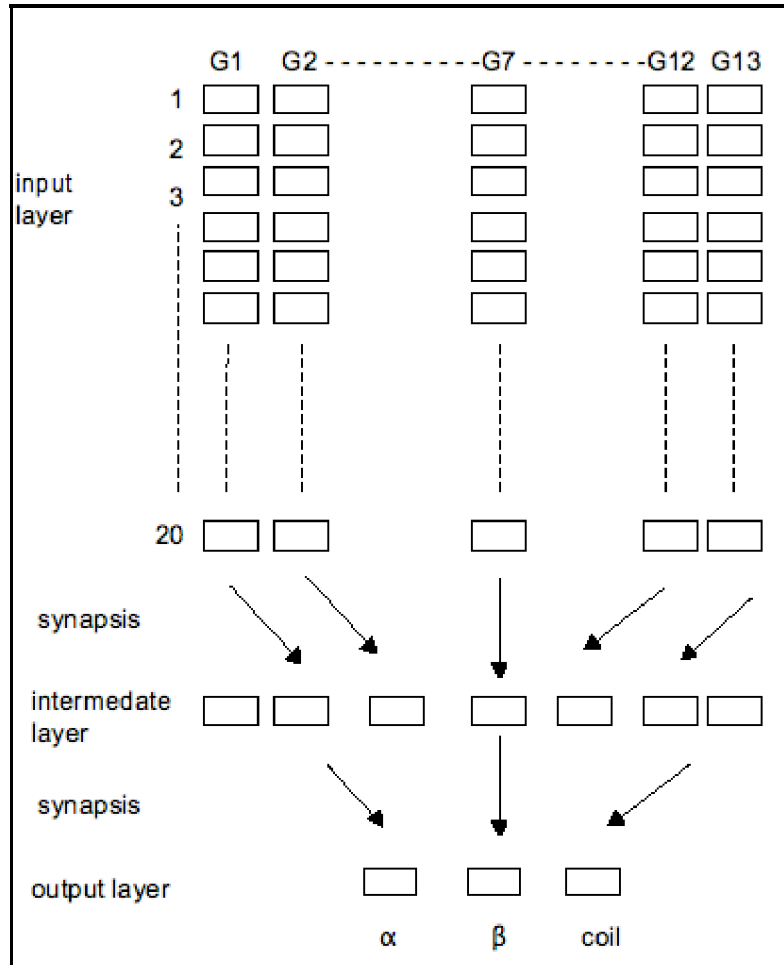 G1 G2 - - - - - - - - - - -G7 - - - - - - - - -G12 G13
1
2
input
layer
3
20
synapsis
intermedate
layer
synapsis
output layer
α β coil